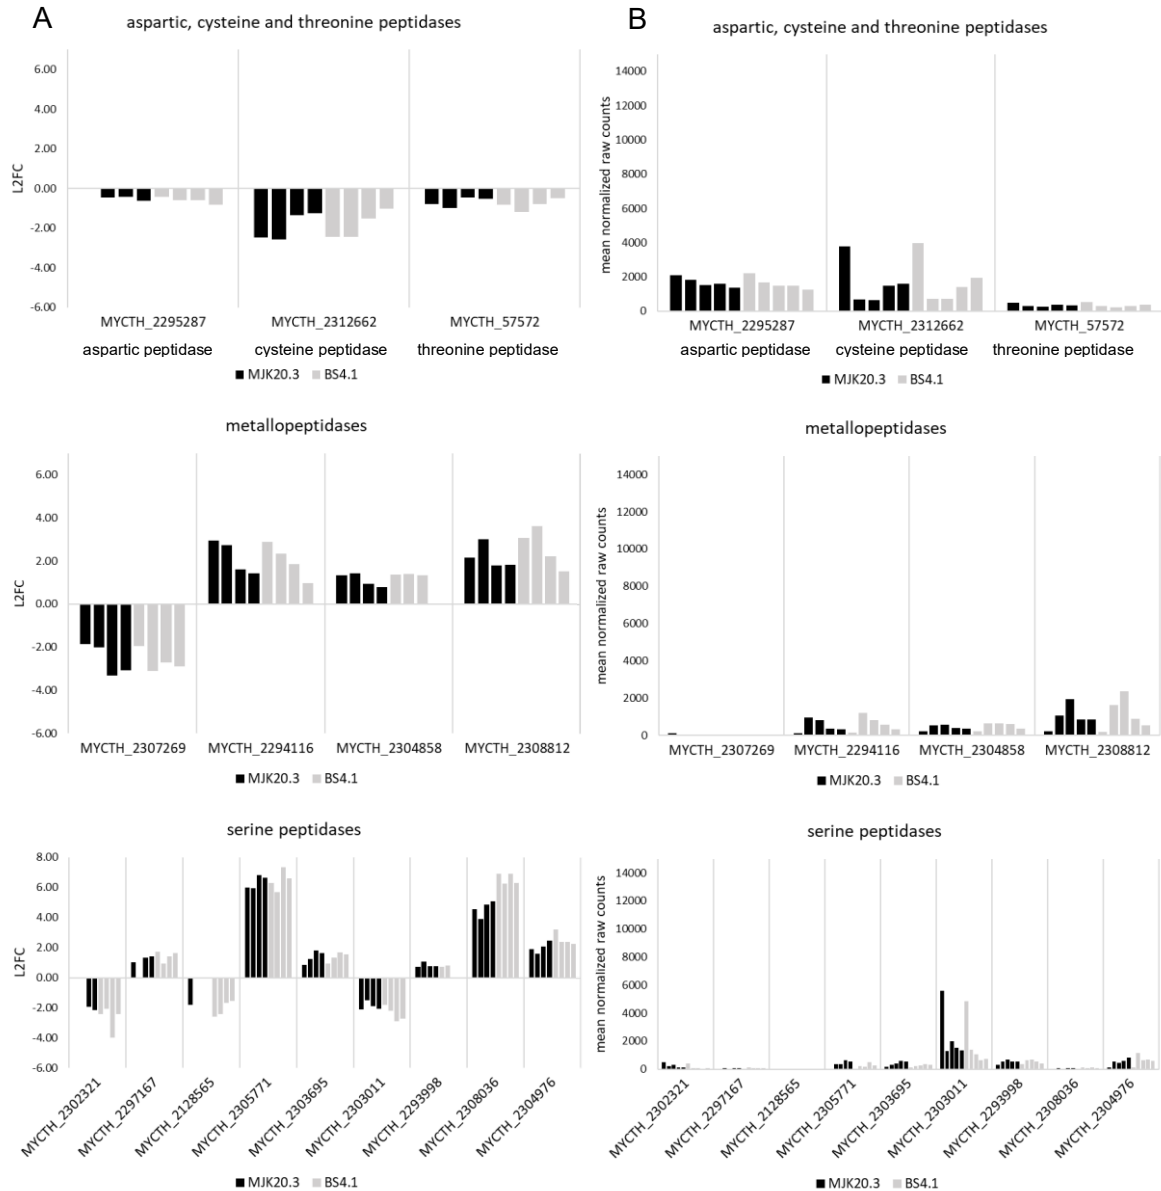 A
aspartic, cysteine and threonine peptidases
6.00
4.00
2.00
0.00
-2.00
-4.00
-6.00
L2FC
MYCTH_2295287 MYCTH_2312662 MYCTH_57572
aspartic peptidase cysteine peptidase threonine peptidase
MJK20.3 BS4.1
B
aspartic, cysteine and threonine peptidases
14000
12000
10000
8000
6000
4000
2000
0
mean normalized raw counts
MYCTH_2295287 MYCTH_2312662 MYCTH_57572
aspartic peptidase cysteine peptidase threonine peptidase
MJK20.3 BS4.1
metallopeptidases
6.00
4.00
2.00
0.00
-2.00
-4.00
-6.00
L2FC
MYCTH_2307269 MYCTH_2294116 MYCTH_2304858 MYCTH_2308812
MJK20.3 BS4.1
metallopeptidases
14000
12000
10000
8000
6000
4000
2000
0
mean normalized raw counts
MYCTH_2307269 MYCTH_2294116 MYCTH_2304858 MYCTH_2308812
MJK20.3 BS4.1
serine peptidases
8.00
6.00
4.00
2.00
0.00
-2.00
-4.00
-6.00
L2FC
MYCTH_2302321
MYCTH_2297167
MYCTH_2128565
MYCTH_2305771
MYCTH_2303695
MYCTH_2303011
MYCTH_2293998
MYCTH_2308036
MYCTH_2304976
MJK20.3 BS4.1
serine peptidases
14000
12000
10000
8000
6000
4000
2000
0
mean normalized raw counts
MYCTH_2302321
MYCTH_2297167
MYCTH_2128565
MYCTH_2305771
MYCTH_2303695
MYCTH_2303011
MYCTH_2293998
MYCTH_2308036
MYCTH_2304976
MJK20.3 BS4.1